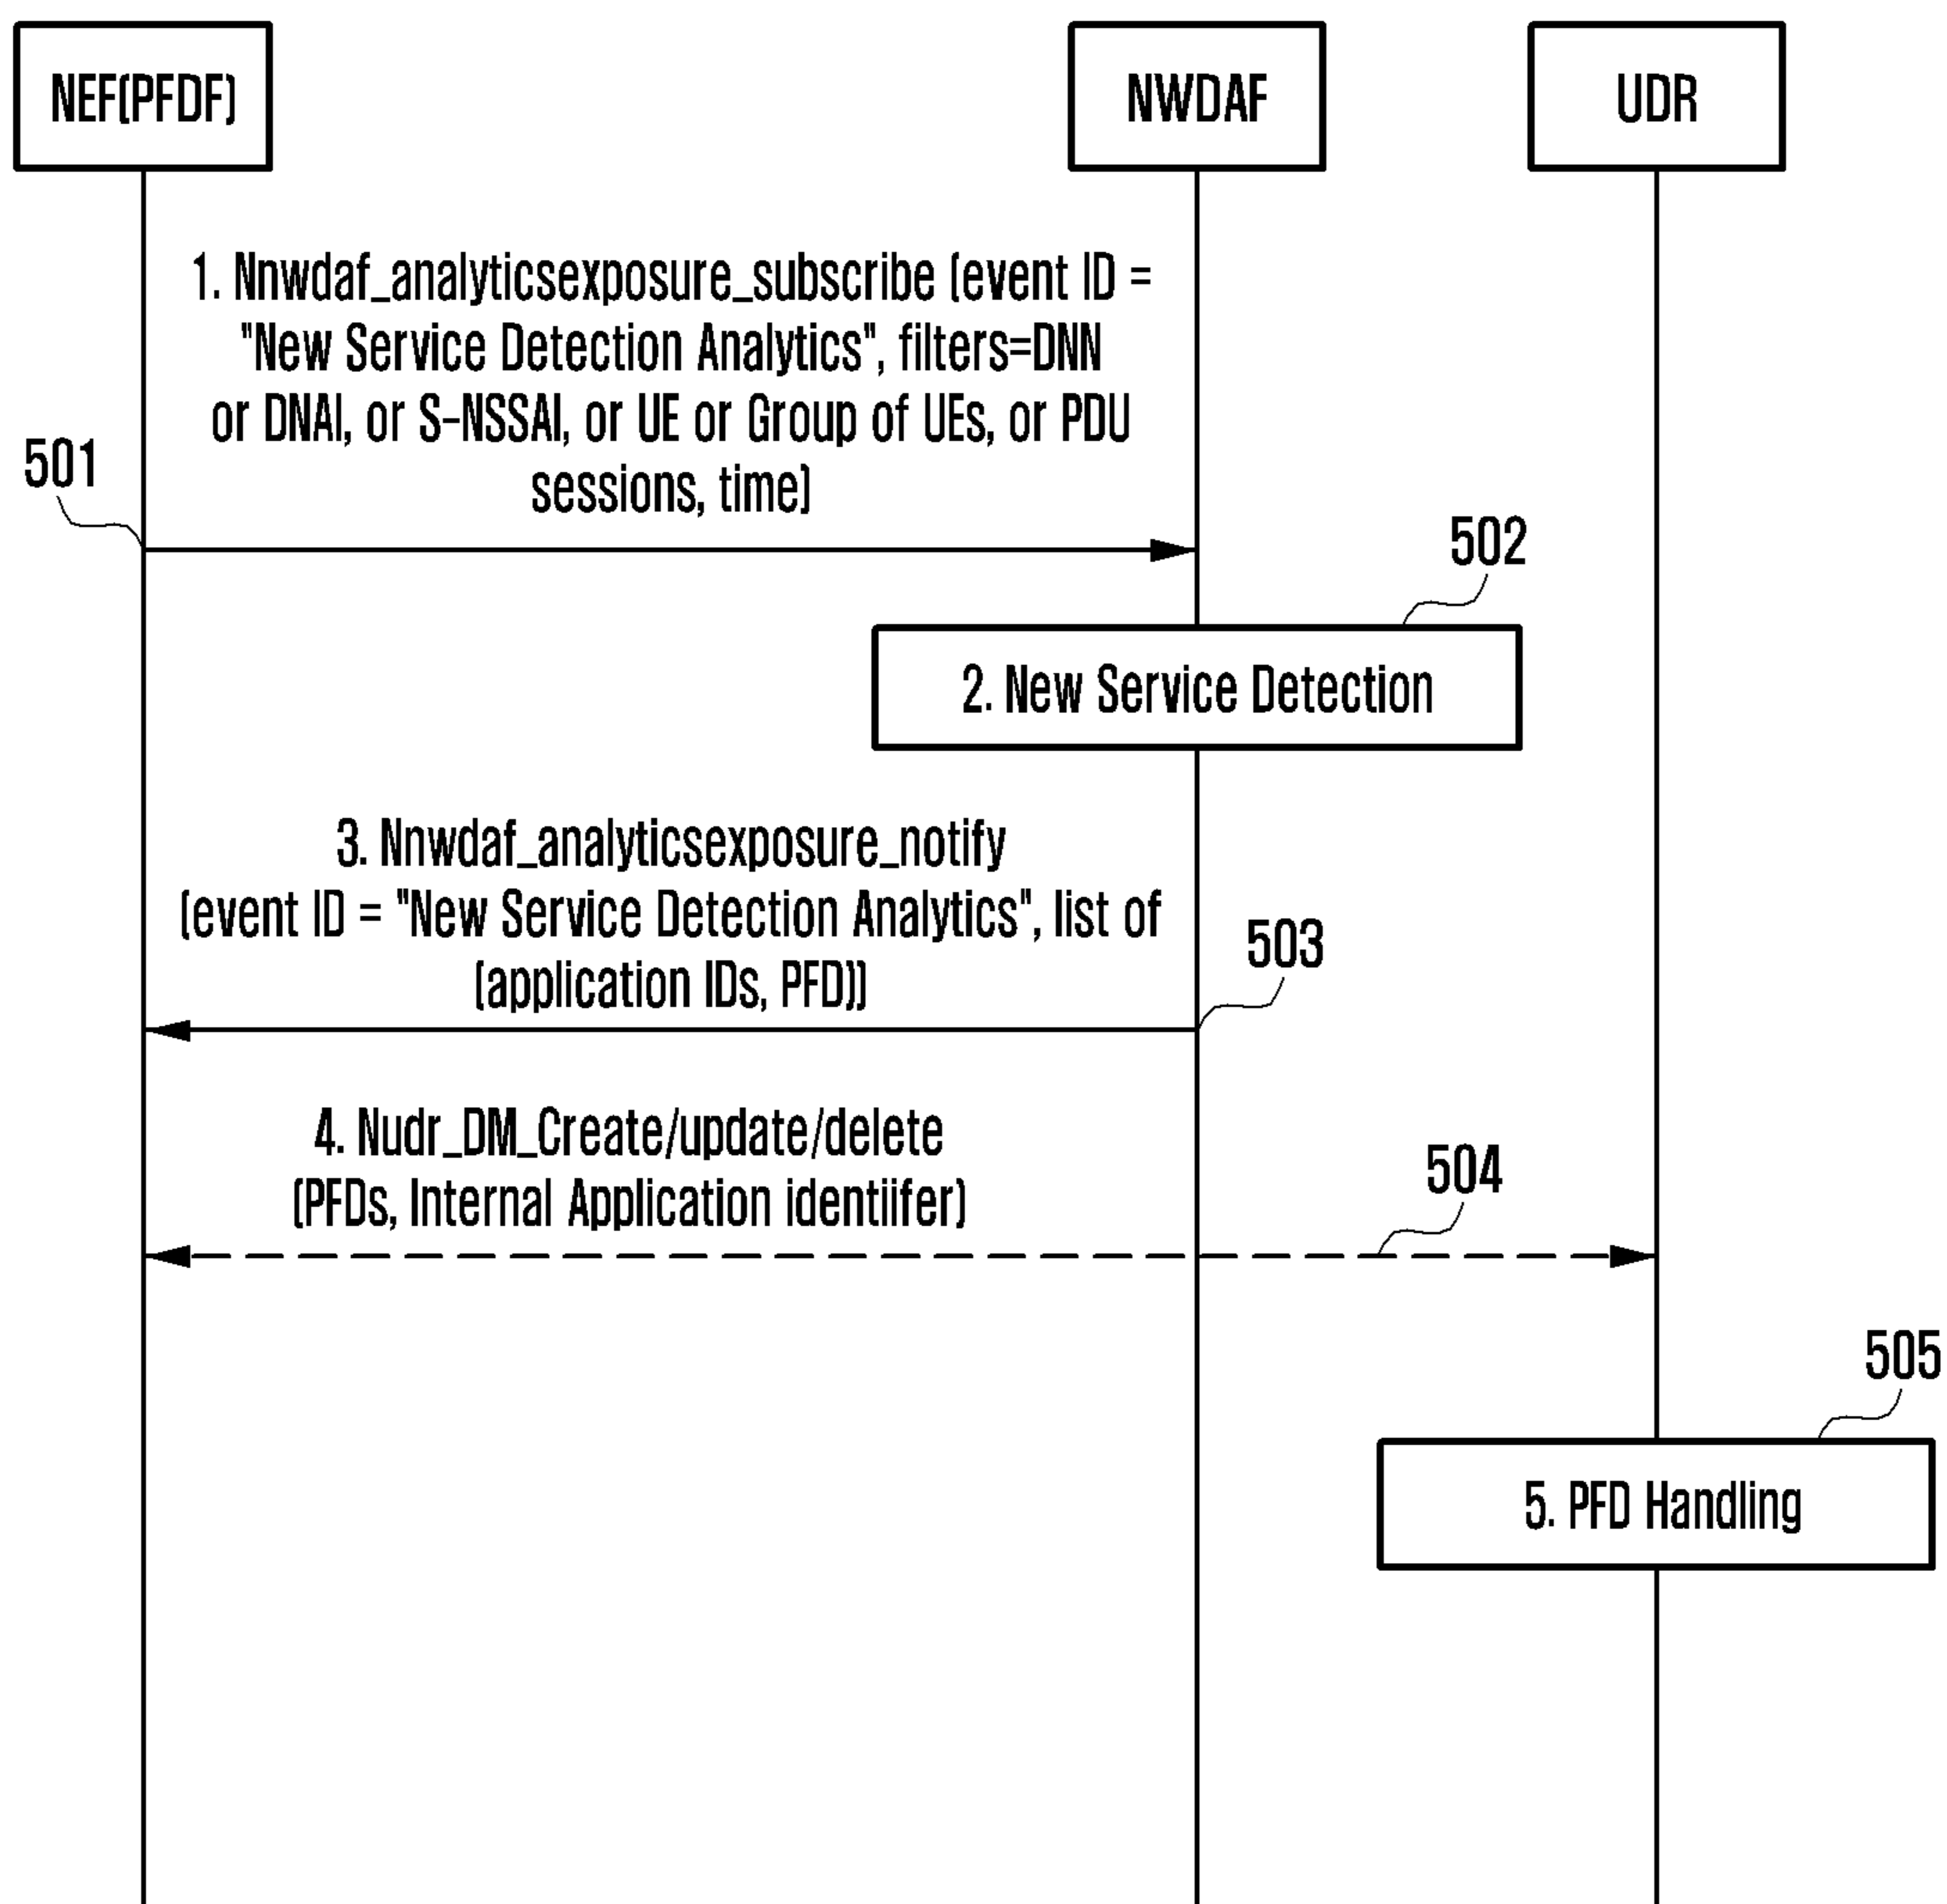 NEF(PFDF)
NWDAF
UDR
1. Nnwdaf_analyticsexposure_subscribe (event ID =
"New Service Detection Analytics", filters=DNN
or DNAI, or S-NSSAI, or UE or Group of UEs, or PDU
sessions, time)
501
502
2. New Service Detection
3. Nnwdaf_analyticsexposure_notify
(event ID = "New Service Detection Analytics", list of
(application IDs, PFD))
503
4. Nudr_DM_Create/update/delete
(PFDs, Internal Application identiifer)
504
505
5. PFD Handling